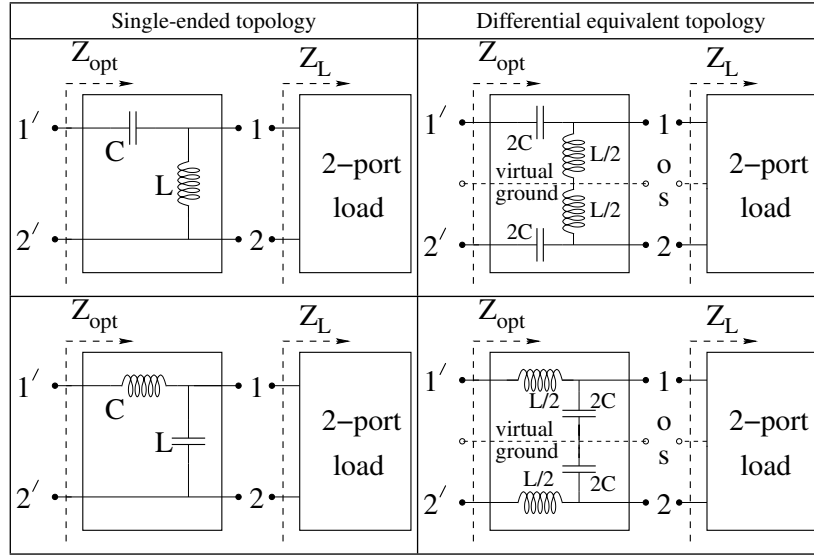 Single-ended topology
Differential equivalent topology
Z_opt
Z_L
1′
C
1
L
2−port
load
2′
2
Z_opt
Z_L
1′
2C
L/2
1
virtual
ground
o
s
2−port
load
L/2
2′
2C
2
Z_opt
Z_L
1′
C
1
L
2−port
load
2′
2
Z_opt
Z_L
1′
L/2
2C
1
virtual
ground
o
s
2−port
load
L/2
2C
2′
2